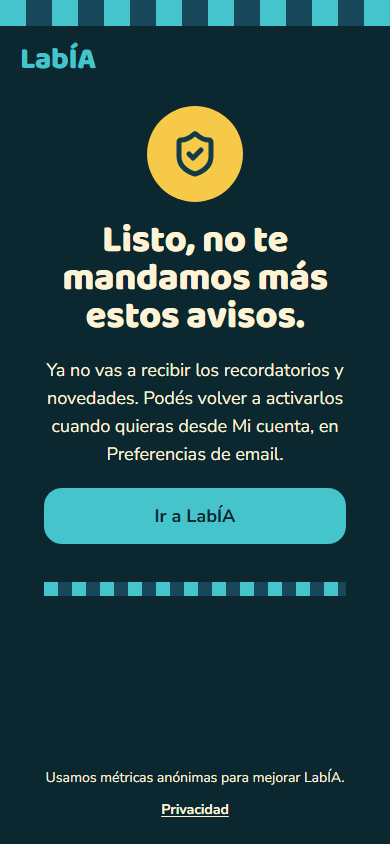 LabÍA
Listo, no te
mandamos más
estos avisos.
Ya no vas a recibir los recordatorios y
novedades. Podés volver a activarlos
cuando quieras desde Mi cuenta, en
Preferencias de email.
Ir a LabÍA
Usamos métricas anónimas para mejorar LabÍA.
Privacidad